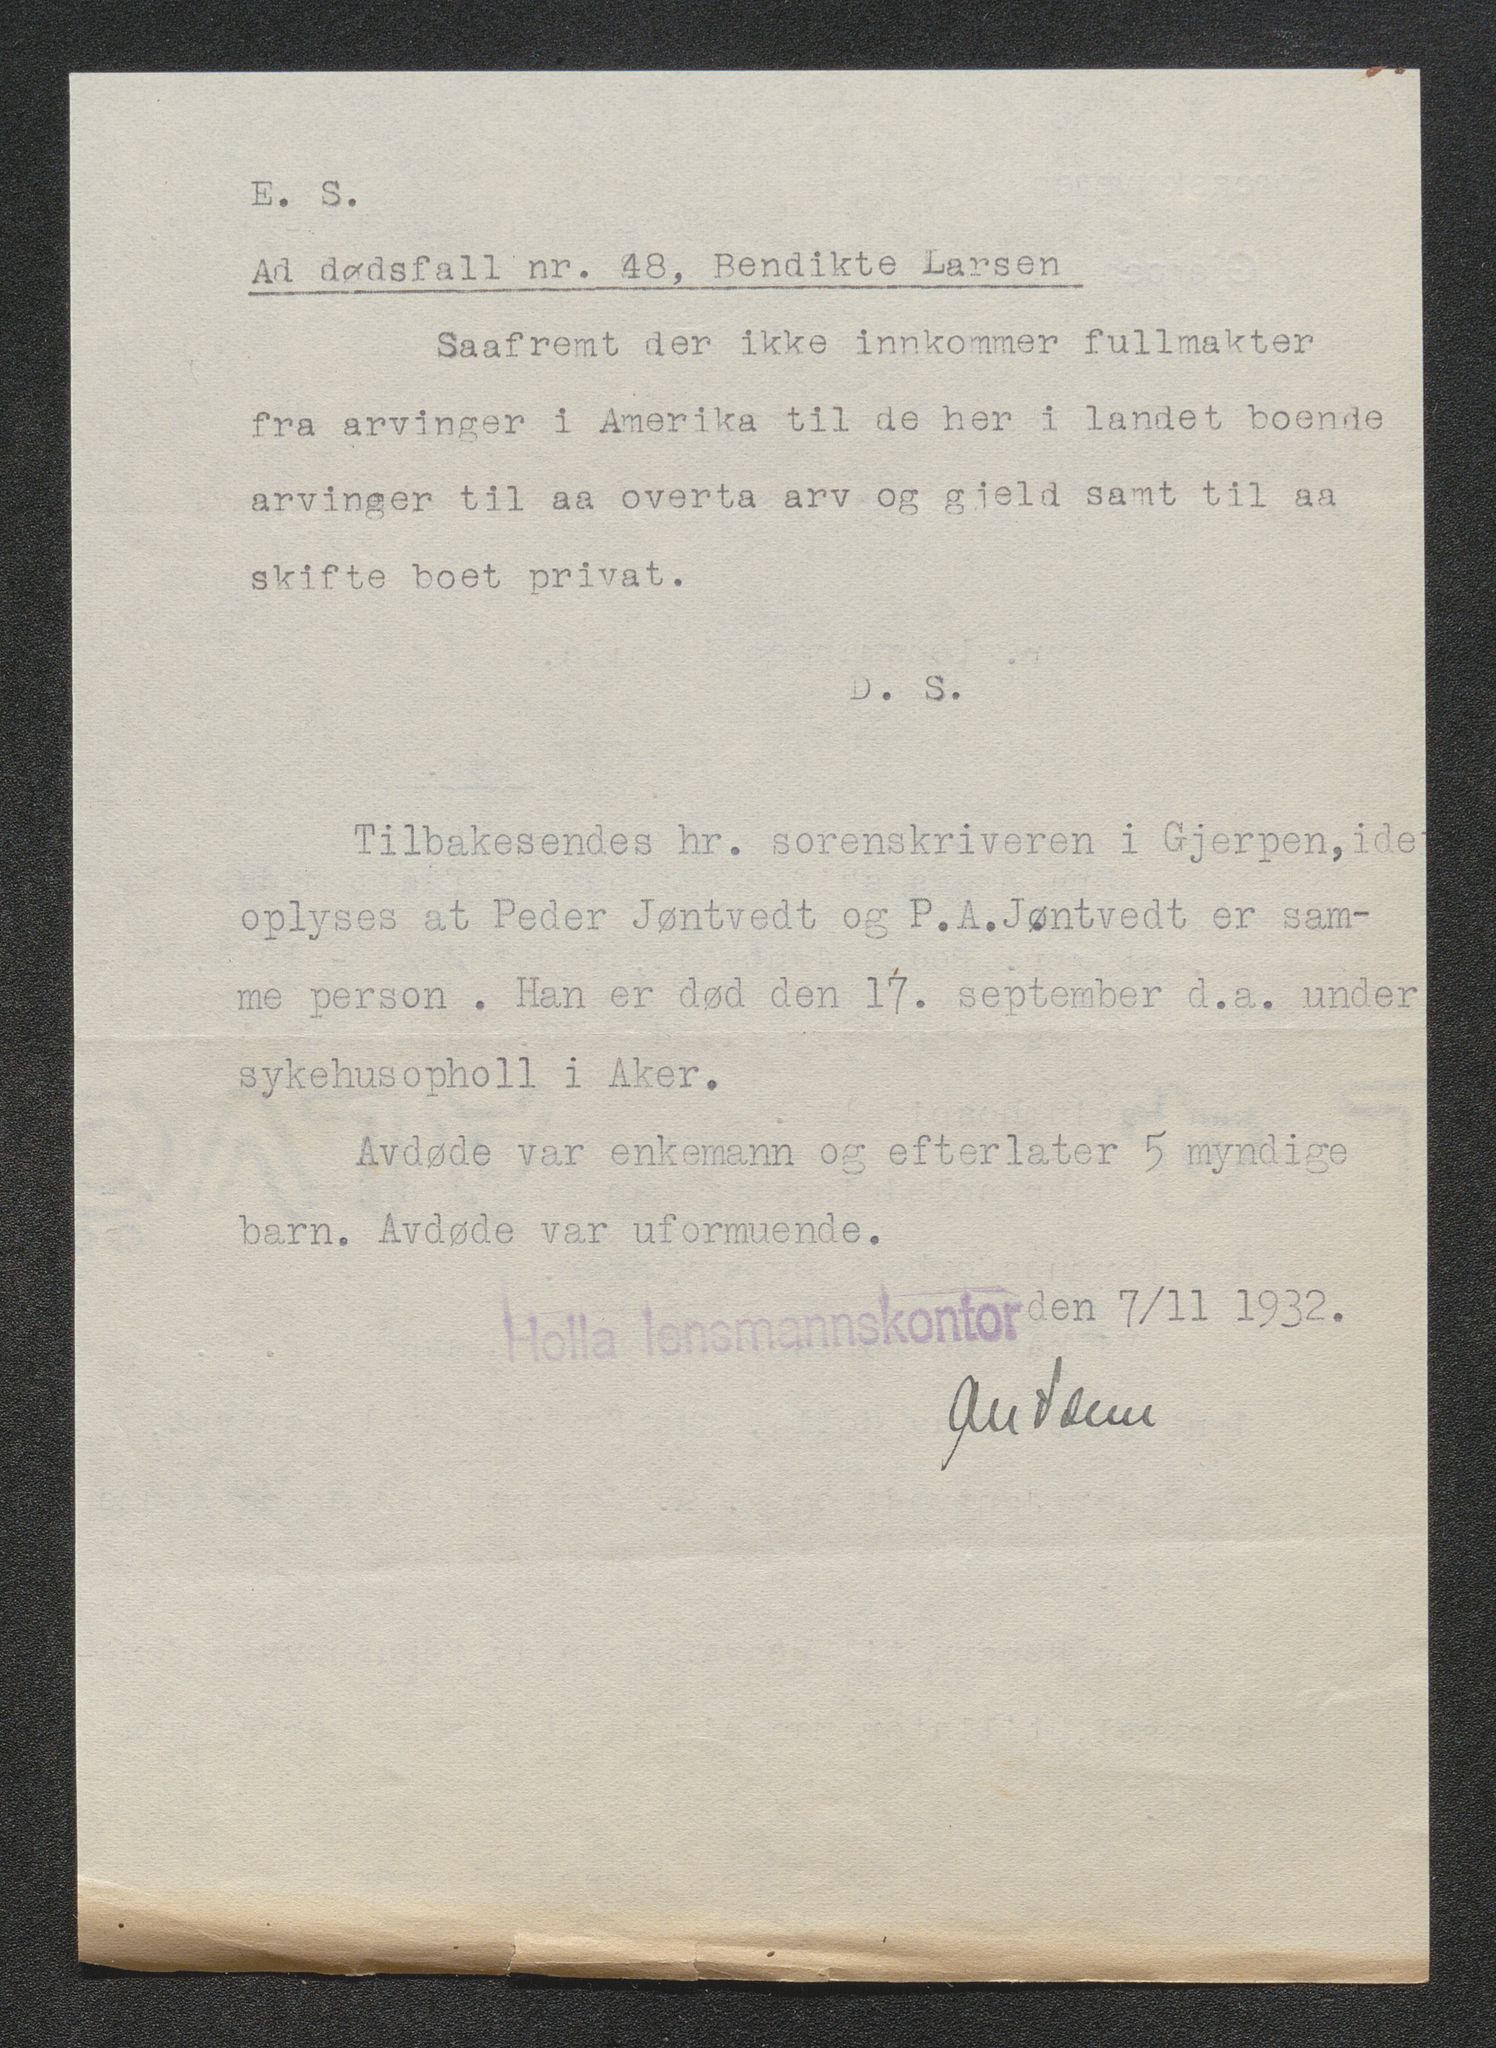 E. S.
Ad dødsfall nr. 48, Bendikte Larsen
Saafremt der ikke innkommer fullmakter
fra arvinger i Amerika til de her i landet boende
arvinger til aa overta arv og gjeld samt til aa
skifte boet privat.
D. S.
Tilbakesendes hr. sorenskriveren i Gjerpen, ide
oplyses at Peder Jøntvedt og P.A.Jøntvedt er sam-
me person . Han er død den 17. september d.a. under
sykehusopholl i Aker.
Avdøde var enkemann og efterlater 5 myndige
barn. Avdøde var uformuende.
Holla lensmannskontor den 7/11 1932.